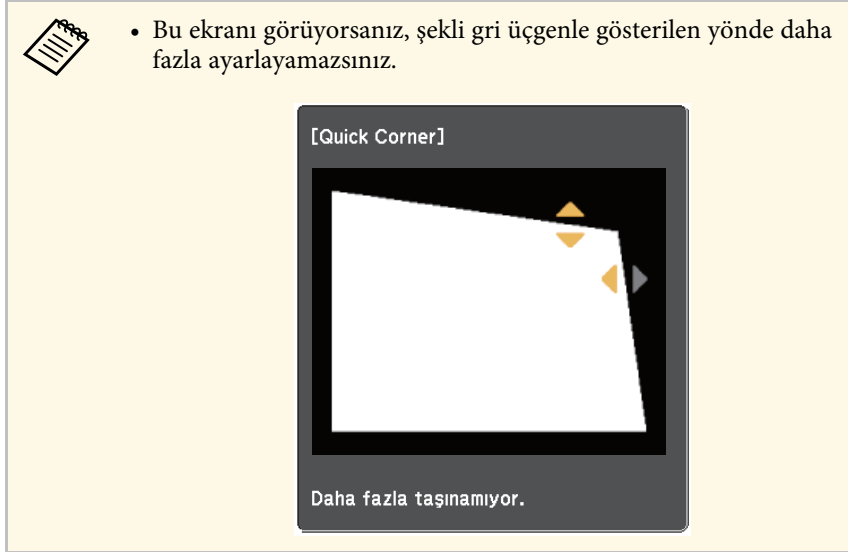 • Bu ekranı görüyorsanız, şekli gri üçgenle gösterilen yönde daha
fazla ayarlayamazsınız.
[Quick Corner]
Daha fazla taşınamıyor.